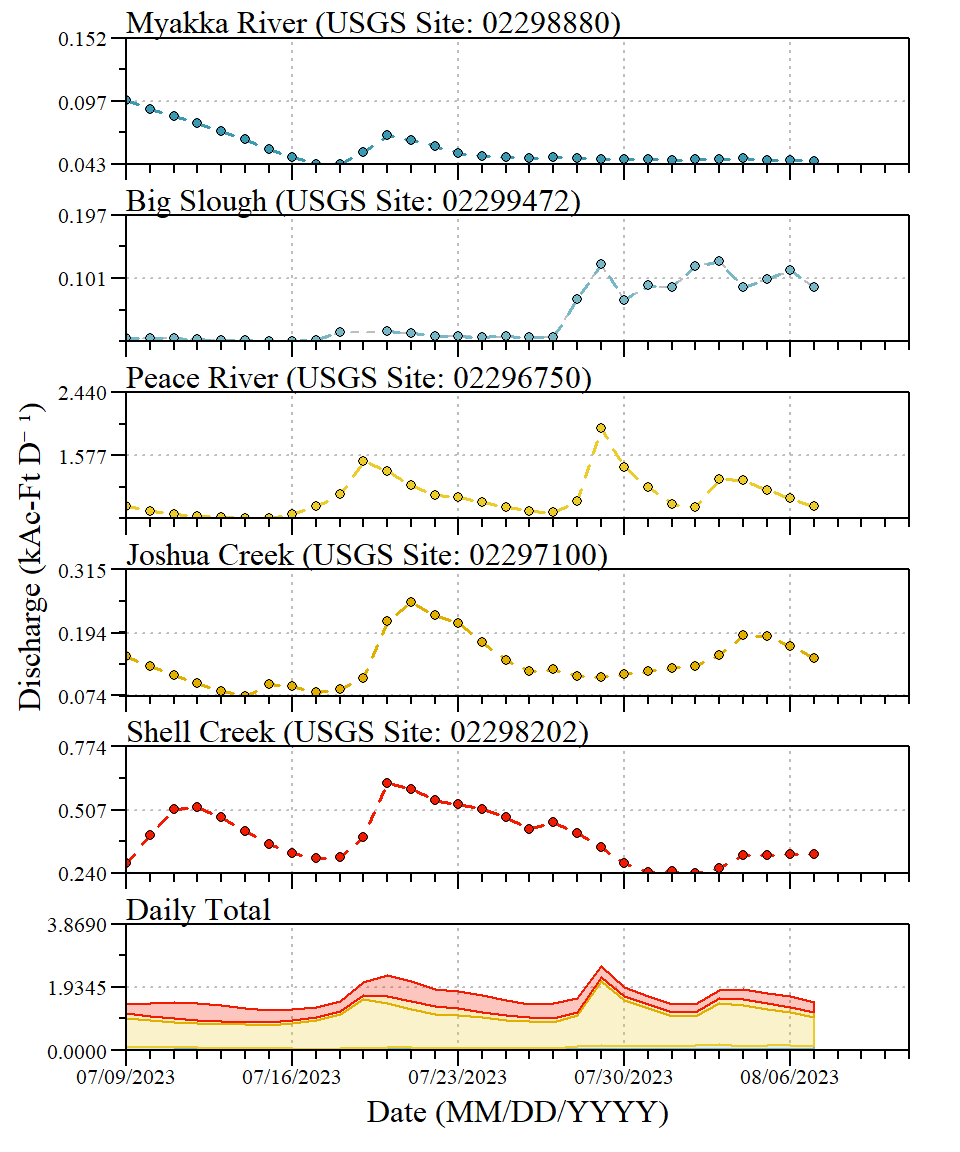 Myakka River (USGS Site: 02298880)
0.152
0.097
0.043
Big Slough (USGS Site: 02299472)
0.197
0.101
Peace River (USGS Site: 02296750)
2.440
1.577
Joshua Creek (USGS Site: 02297100)
0.315
0.194
0.074
Shell Creek (USGS Site: 02298202)
0.774
0.507
0.240
Daily Total
3.8690
1.9345
0.0000
07/09/2023 07/16/2023 07/23/2023 07/30/2023 08/06/2023
Date (MM/DD/YYYY)
Discharge (kAc-Ft D⁻¹)